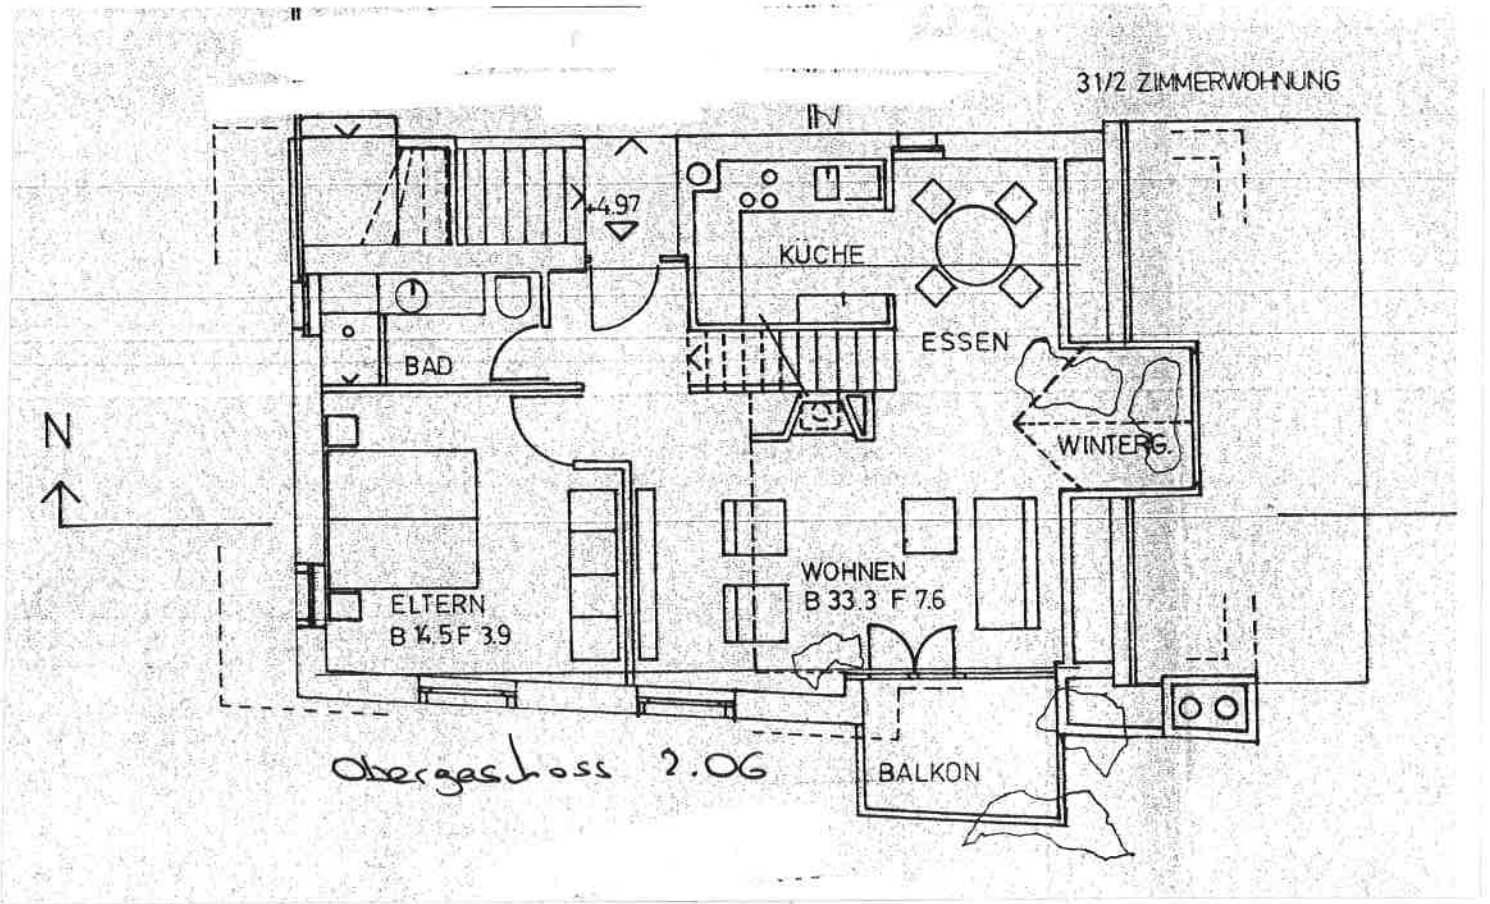 31/2 ZIMMERWOHNUNG
+4.97
KÜCHE
ESSEN
BAD
N
WINTERG.
WOHNEN
B 33.3 F 7.6
ELTERN
B 14.5 F 3.9
Obergeschoss 2.OG
BALKON